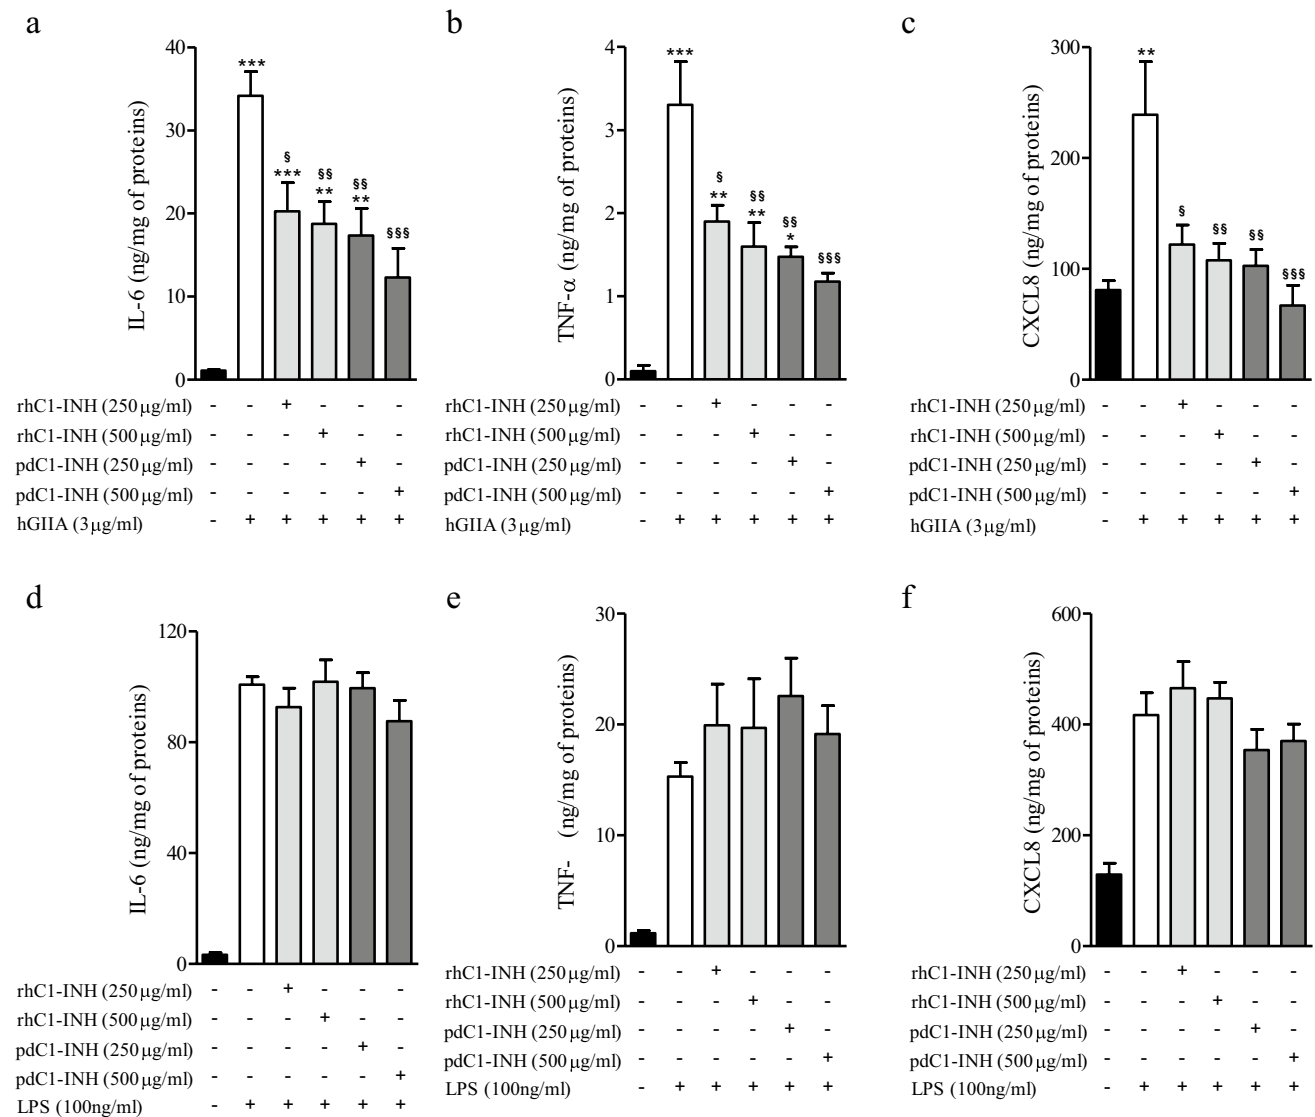 a
40
30
20
10
0
IL-6 (ng/mg of proteins)
***
§
***
§§
**
§§
**
§§§
rhC1-INH (250 μg/ml) - - + - - -
rhC1-INH (500 μg/ml) - - - + - -
pdC1-INH (250 μg/ml) - - - - + -
pdC1-INH (500 μg/ml) - - - - - +
hGIIA (3μg/ml) - + + + + +
b
4
3
2
1
0
TNF-α (ng/mg of proteins)
***
§
**
§§
**
§§
*
§§§
rhC1-INH (250 μg/ml) - - + - - -
rhC1-INH (500 μg/ml) - - - + - -
pdC1-INH (250 μg/ml) - - - - + -
pdC1-INH (500 μg/ml) - - - - - +
hGIIA (3μg/ml) - + + + + +
c
300
200
100
0
CXCL8 (ng/mg of proteins)
**
§
§§
§§
§§§
rhC1-INH (250 μg/ml) - - + - - -
rhC1-INH (500 μg/ml) - - - + - -
pdC1-INH (250 μg/ml) - - - - + -
pdC1-INH (500 μg/ml) - - - - - +
hGIIA (3μg/ml) - + + + + +
d
120
80
40
0
IL-6 (ng/mg of proteins)
rhC1-INH (250 μg/ml) - - + - - -
rhC1-INH (500 μg/ml) - - - + - -
pdC1-INH (250 μg/ml) - - - - + -
pdC1-INH (500 μg/ml) - - - - - +
LPS (100ng/ml) - + + + + +
e
30
20
10
0
TNF- (ng/mg of proteins)
rhC1-INH (250 μg/ml) - - + - - -
rhC1-INH (500 μg/ml) - - - + - -
pdC1-INH (250 μg/ml) - - - - + -
pdC1-INH (500 μg/ml) - - - - - +
LPS (100ng/ml) - + + + + +
f
600
400
200
0
CXCL8 (ng/mg of proteins)
rhC1-INH (250 μg/ml) - - + - - -
rhC1-INH (500 μg/ml) - - - + - -
pdC1-INH (250 μg/ml) - - - - + -
pdC1-INH (500 μg/ml) - - - - - +
LPS (100ng/ml) - + + + + +